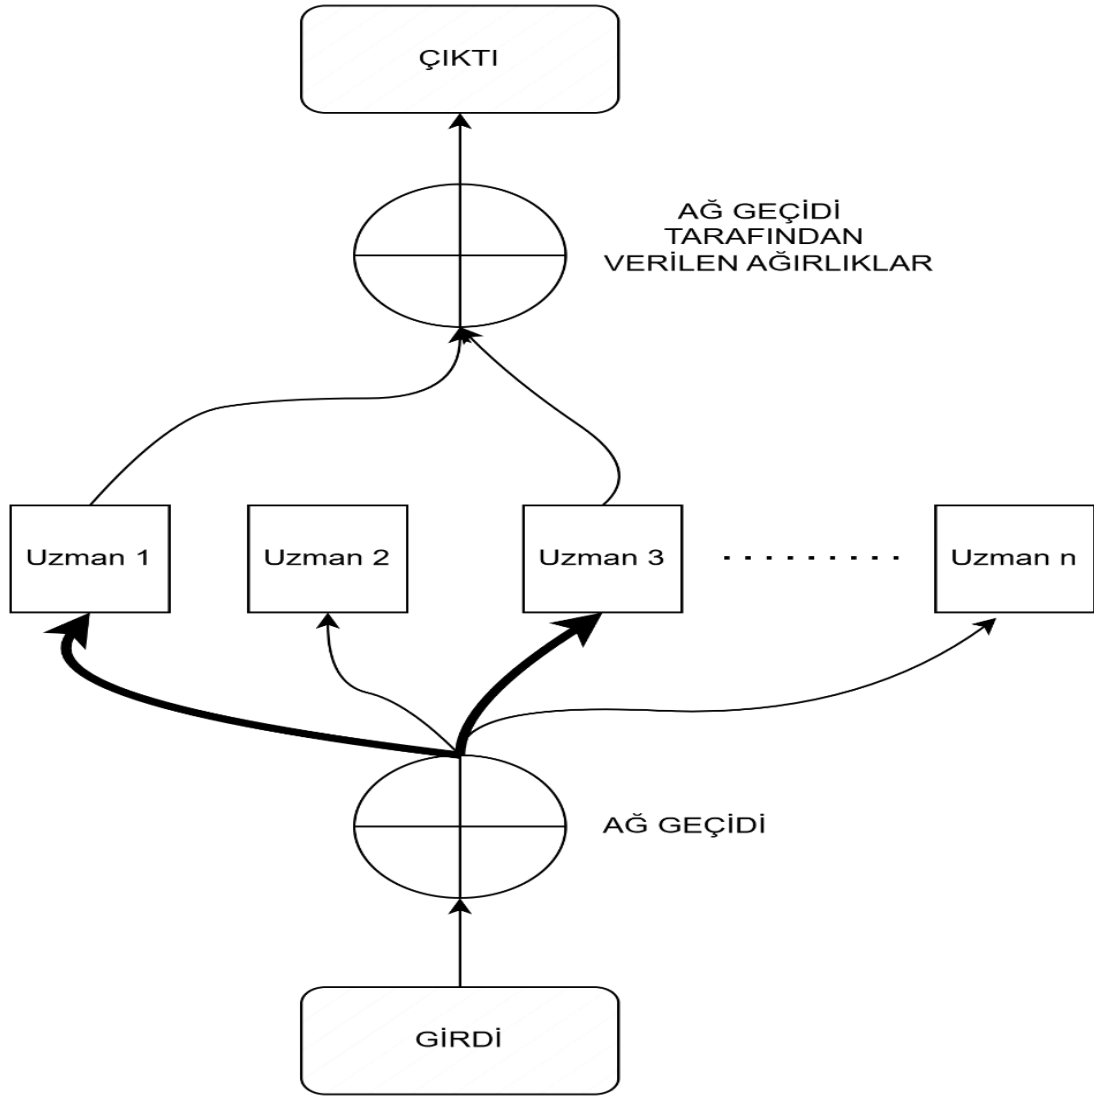 ÇIKTI
AĞ GEÇİDİ
TARAFINDAN
VERİLEN AĞIRLIKLAR
Uzman 1
Uzman 2
Uzman 3
. . . . . . . . .
Uzman n
AĞ GEÇİDİ
GİRDİ